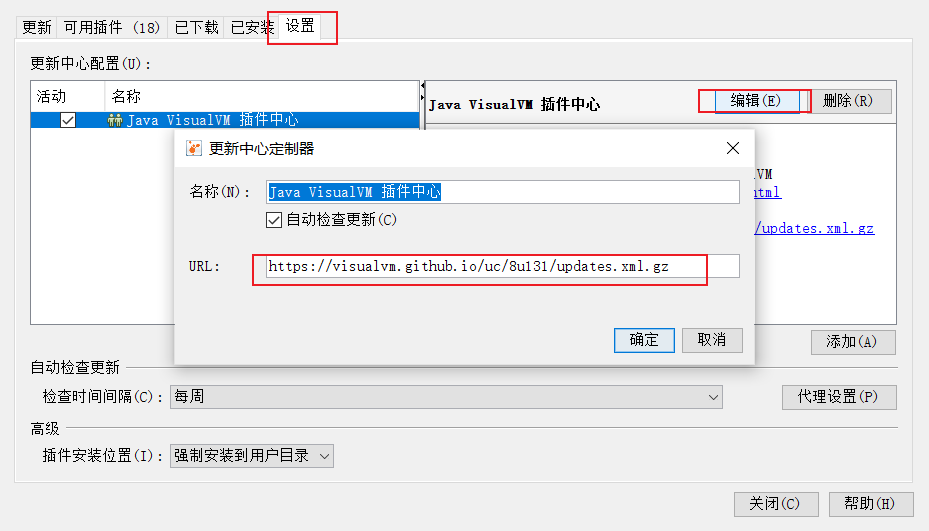 更新 可用插件 (18) 已下载 已安装 设置
更新中心配置(U):
活动 名称
Java VisualVM 插件中心
Java VisualVM 插件中心 编辑(E) 删除(R)
更新中心定制器
名称(N): Java VisualVM 插件中心
自动检查更新(C)
URL: https://visualvm.github.io/uc/8u131/updates.xml.gz
确定 取消
VM
html
/updates.xml.gz
添加(A)
自动检查更新
检查时间间隔(C): 每周 代理设置(P)
高级
插件安装位置(I): 强制安装到用户目录
关闭(C) 帮助(H)